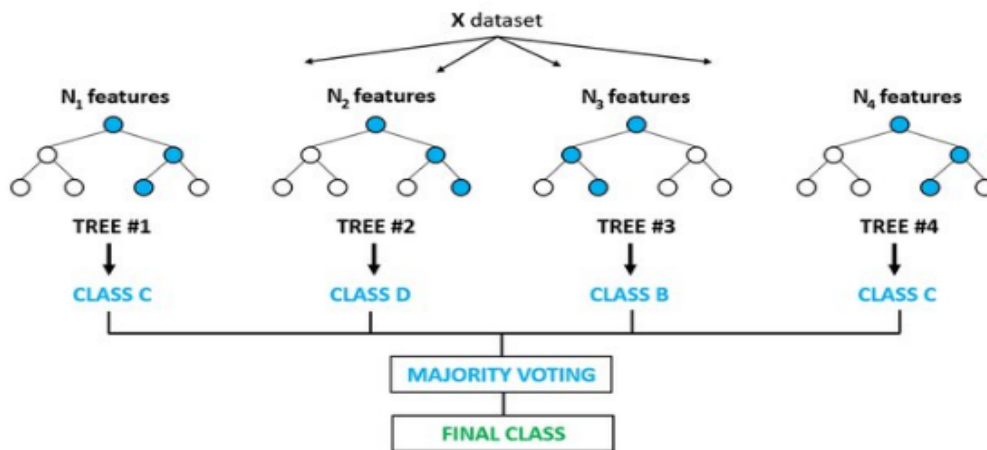 X dataset
N₁ features N₂ features N₃ features N₄ features
TREE #1 TREE #2 TREE #3 TREE #4
CLASS C CLASS D CLASS B CLASS C
MAJORITY VOTING
FINAL CLASS